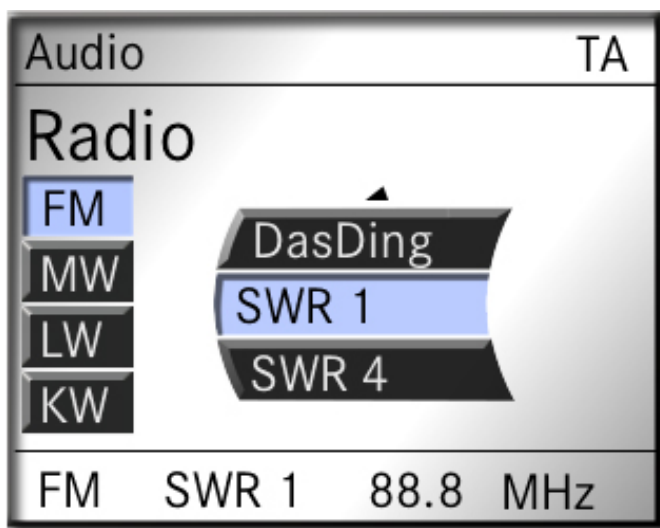 Audio TA
Radio
FM
MW
LW
KW
DasDing
SWR 1
SWR 4
FM SWR 1 88.8 MHz